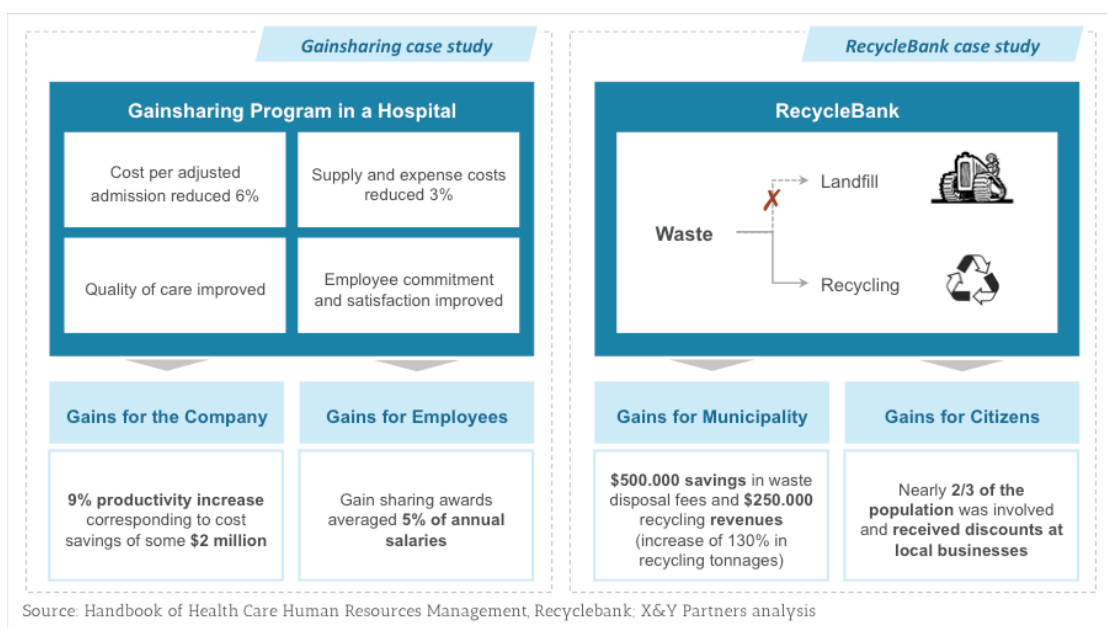 Gainsharing case study
Gainsharing Program in a Hospital
Cost per adjusted
admission reduced 6%
Supply and expense costs
reduced 3%
Quality of care improved
Employee commitment
and satisfaction improved
Gains for the Company
Gains for Employees
9% productivity increase
corresponding to cost
savings of some $2 million
Gain sharing awards
averaged 5% of annual
salaries
RecycleBank case study
RecycleBank
Waste
Landfill
Recycling
Gains for Municipality
Gains for Citizens
$500.000 savings in waste
disposal fees and $250.000
recycling revenues
(increase of 130% in
recycling tonnages)
Nearly 2/3 of the
population was involved
and received discounts at
local businesses
Source: Handbook of Health Care Human Resources Management, Recyclebank; X&Y Partners analysis